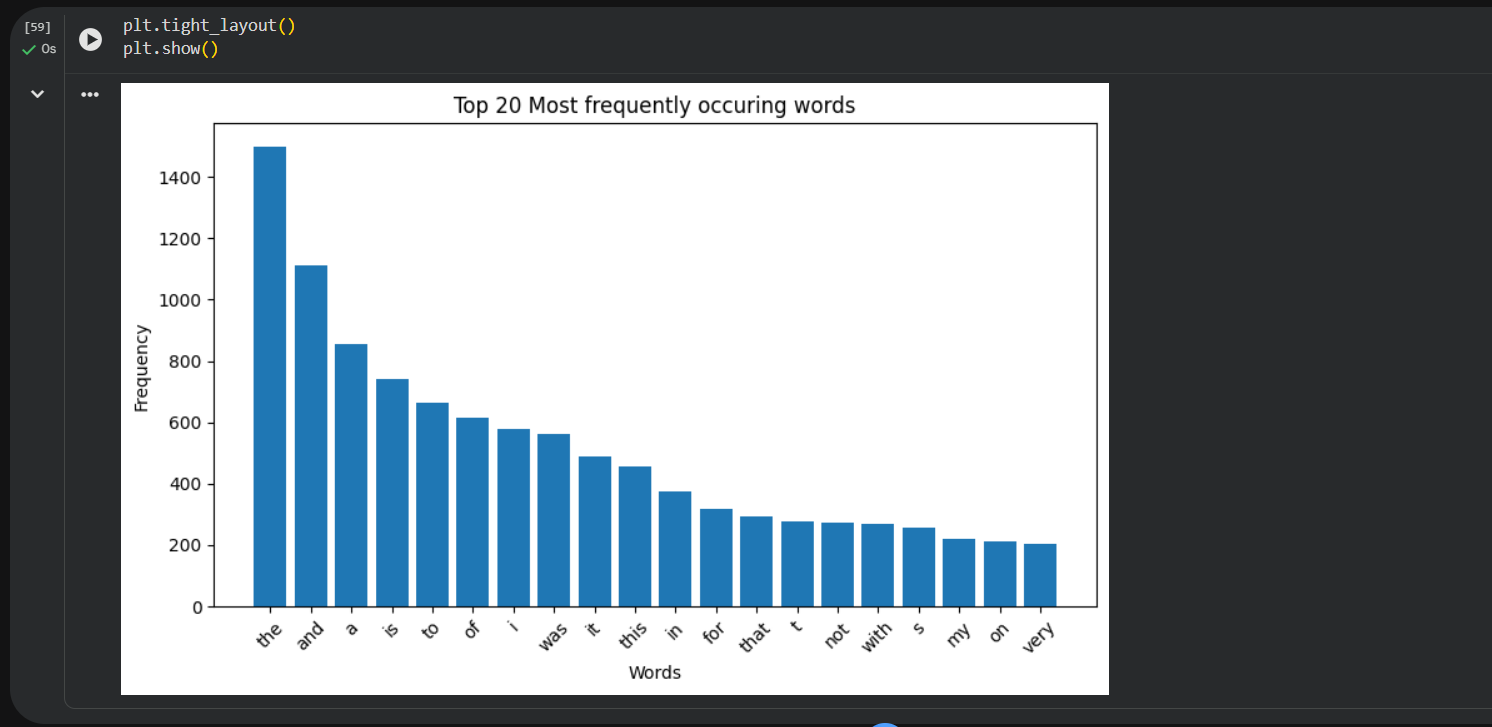 [59]
0s
plt.tight_layout()
plt.show()
Top 20 Most frequently occuring words
Frequency
1400
1200
1000
800
600
400
200
0
the and a is to of i was it this in for that t not with s my on very
Words